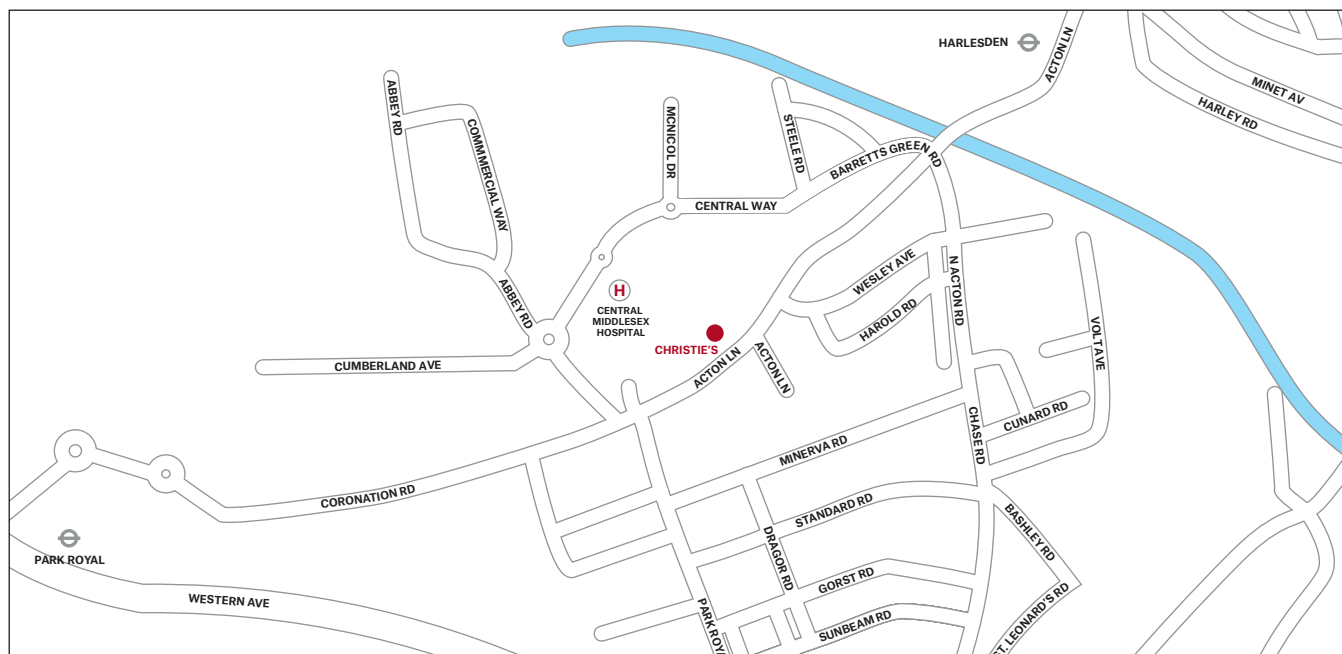 HARLESDEN
ACTON LN
MINET AV
HARLEY RD
ABBEY RD
COMMMERCIAL WAY
MCNICOL DR
STEELE RD
BARRETTS GREEN RD
CENTRAL WAY
ABBEY RD
H
CENTRAL
MIDDLESEX
HOSPITAL
CHRISTIE'S
WESLEY AVE
HAROLD RD
N ACTON RD
VOLT AVE
CUMBERLAND AVE
ACTON LN
ACTON LN
CUNARD RD
CHASE RD
MINERVA RD
CORONATION RD
STANDARD RD
BASHLEY RD
DRAGOR RD
PARK ROYAL
GORST RD
WESTERN AVE
PARK ROYA
SUNBEAM RD
ST. LEONARD'S RD